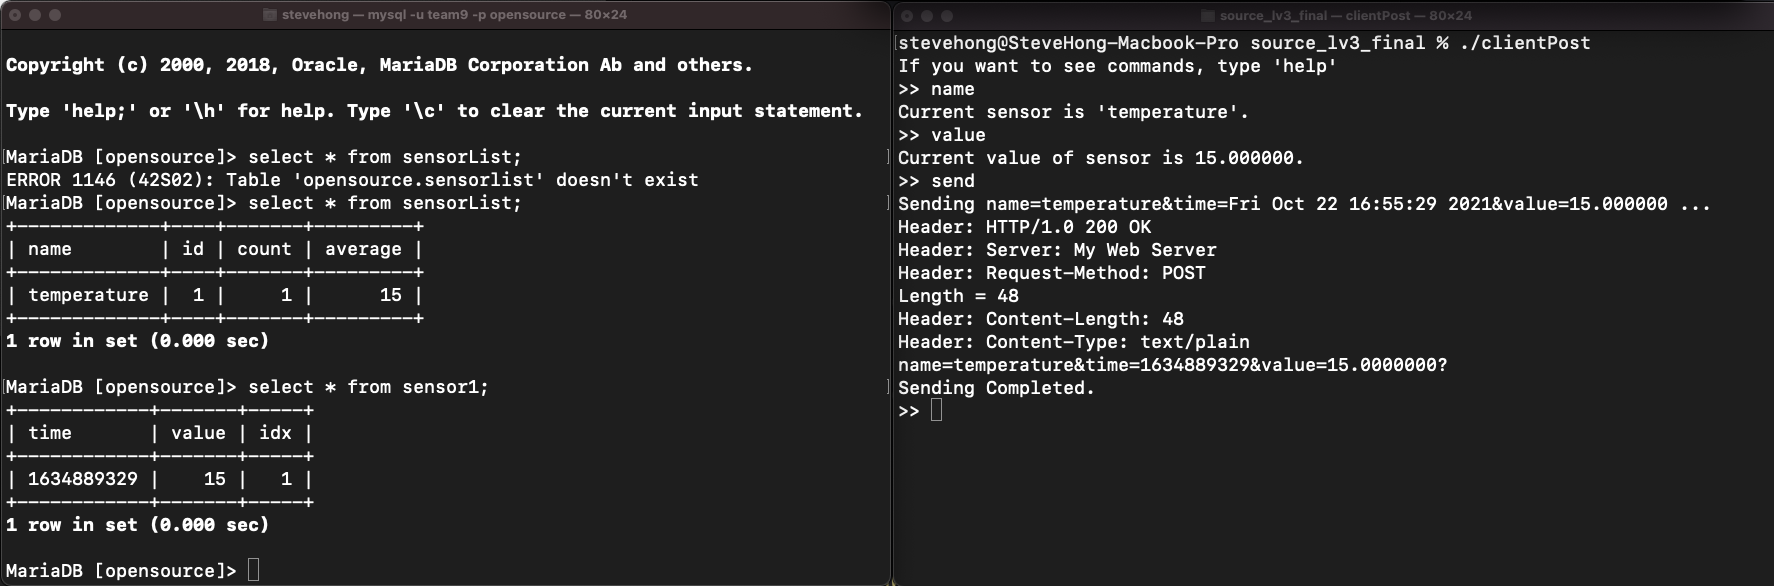 stevehong — mysql -u team9 -p opensource — 80×24
Copyright (c) 2000, 2018, Oracle, MariaDB Corporation Ab and others.
Type 'help;' or '\h' for help. Type '\c' to clear the current input statement.
[MariaDB [opensource]> select * from sensorList; ]
ERROR 1146 (42S02): Table 'opensource.sensorlist' doesn't exist
[MariaDB [opensource]> select * from sensorList; ]
+-------------+----+-------+---------+
| name        | id | count | average |
+-------------+----+-------+---------+
| temperature |  1 |     1 |      15 |
+-------------+----+-------+---------+
1 row in set (0.000 sec)
[MariaDB [opensource]> select * from sensor1; ]
+------------+-------+-----+
| time       | value | idx |
+------------+-------+-----+
| 1634889329 |    15 |   1 |
+------------+-------+-----+
1 row in set (0.000 sec)
MariaDB [opensource]>
source_lv3_final — clientPost — 80×24
[stevehong@SteveHong-Macbook-Pro source_lv3_final % ./clientPost
If you want to see commands, type 'help'
>> name
Current sensor is 'temperature'.
>> value
Current value of sensor is 15.000000.
>> send
Sending name=temperature&time=Fri Oct 22 16:55:29 2021&value=15.000000 ...
Header: HTTP/1.0 200 OK
Header: Server: My Web Server
Header: Request-Method: POST
Length = 48
Header: Content-Length: 48
Header: Content-Type: text/plain
name=temperature&time=1634889329&value=15.0000000?
Sending Completed.
>>